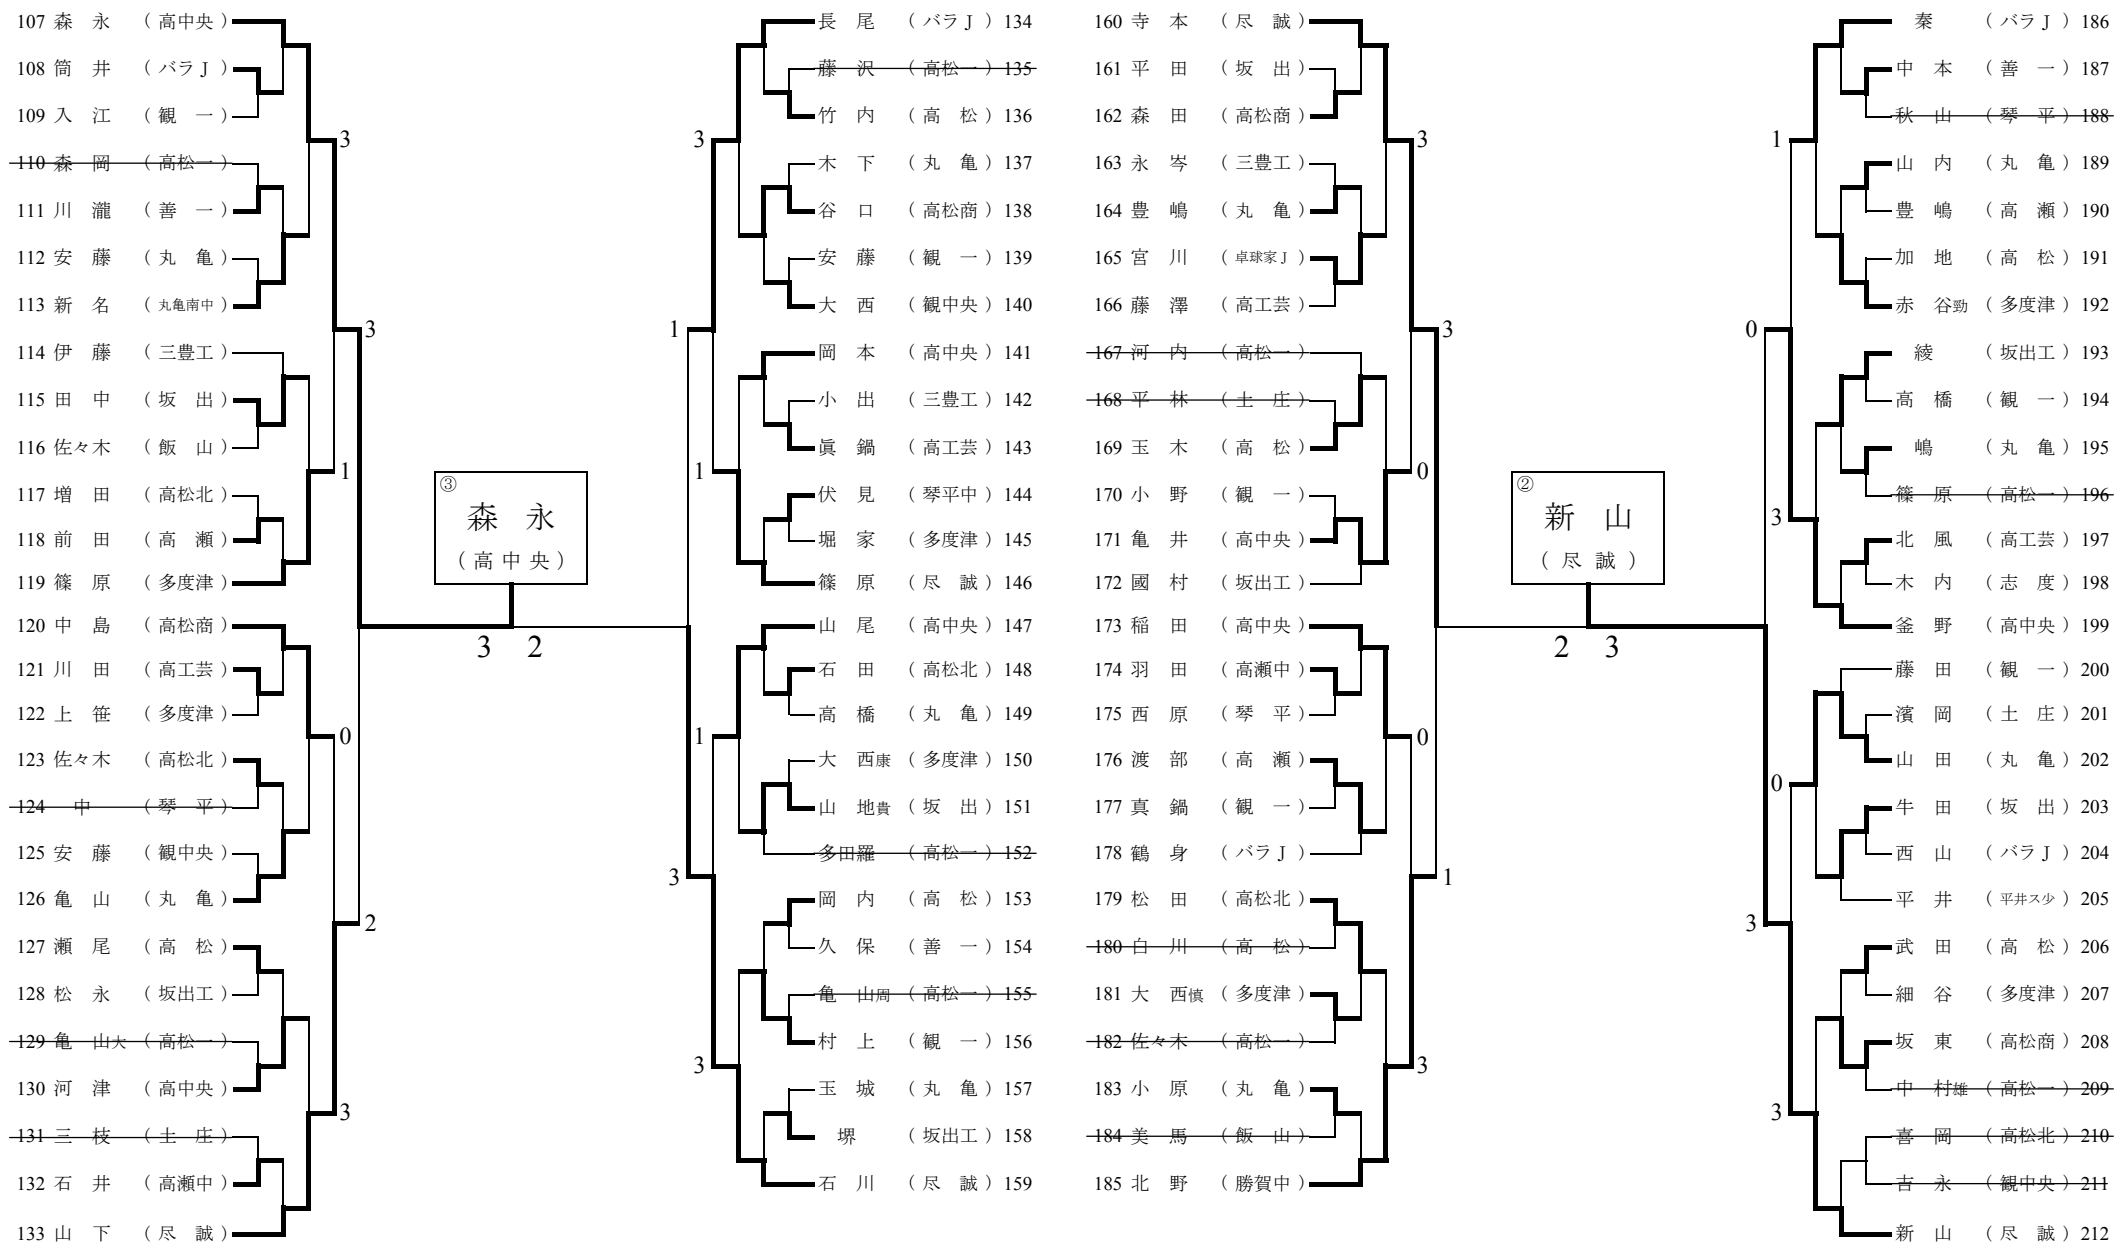 107 森 永 （高中央）
108 筒 井 （バラＪ）
109 入 江 （観 一）
110 森 岡 （高松一）
111 川 瀧 （善 一）
112 安 藤 （丸 亀）
113 新 名 （丸亀南中）
114 伊 藤 （三豊工）
115 田 中 （坂 出）
116 佐々木 （飯 山）
117 増 田 （高松北）
118 前 田 （高 瀬）
119 篠 原 （多度津）
120 中 島 （高松商）
121 川 田 （高工芸）
122 上 笹 （多度津）
123 佐々木 （高松北）
124 中 （琴 平）
125 安 藤 （観中央）
126 亀 山 （丸 亀）
127 瀬 尾 （高 松）
128 松 永 （坂出工）
129 亀 山大 （高松一）
130 河 津 （高中央）
131 三 枝 （土 庄）
132 石 井 （高瀬中）
133 山 下 （尽 誠）
3
3
1
0
2
3
③
森 永
（高中央）
3 2
3
1
1
1
3
3
長 尾 （バラＪ） 134
藤 沢 （高松一） 135
竹 内 （高 松） 136
木 下 （丸 亀） 137
谷 口 （高松商） 138
安 藤 （観 一） 139
大 西 （観中央） 140
岡 本 （高中央） 141
小 出 （三豊工） 142
眞 鍋 （高工芸） 143
伏 見 （琴平中） 144
堀 家 （多度津） 145
篠 原 （尽 誠） 146
山 尾 （高中央） 147
石 田 （高松北） 148
高 橋 （丸 亀） 149
大 西康 （多度津） 150
山 地貴 （坂 出） 151
多田羅 （高松一） 152
岡 内 （高 松） 153
久 保 （善 一） 154
亀 山周 （高松一） 155
村 上 （観 一） 156
玉 城 （丸 亀） 157
堺 （坂出工） 158
石 川 （尽 誠） 159
160 寺 本 （尽 誠）
161 平 田 （坂 出）
162 森 田 （高松商）
163 永 岑 （三豊工）
164 豊 嶋 （丸 亀）
165 宮 川 （卓球家Ｊ）
166 藤 澤 （高工芸）
167 河 内 （高松一）
168 平 林 （土 庄）
169 玉 木 （高 松）
170 小 野 （観 一）
171 亀 井 （高中央）
172 國 村 （坂出工）
173 稲 田 （高中央）
174 羽 田 （高瀬中）
175 西 原 （琴 平）
176 渡 部 （高 瀬）
177 真 鍋 （観 一）
178 鶴 身 （バラＪ）
179 松 田 （高松北）
180 白 川 （高 松）
181 大 西慎 （多度津）
182 佐々木 （高松一）
183 小 原 （丸 亀）
184 美 馬 （飯 山）
185 北 野 （勝賀中）
3
3
0
0
1
3
②
新 山
（尽 誠）
2 3
1
0
3
0
3
3
秦 （バラＪ） 186
中 本 （善 一） 187
秋 山 （琴 平） 188
山 内 （丸 亀） 189
豊 嶋 （高 瀬） 190
加 地 （高 松） 191
赤 谷勁 （多度津） 192
綾 （坂出工） 193
高 橋 （観 一） 194
嶋 （丸 亀） 195
篠 原 （高松一） 196
北 風 （高工芸） 197
木 内 （志 度） 198
釜 野 （高中央） 199
藤 田 （観 一） 200
濱 岡 （土 庄） 201
山 田 （丸 亀） 202
牛 田 （坂 出） 203
西 山 （バラＪ） 204
平 井 （平井ス少） 205
武 田 （高 松） 206
細 谷 （多度津） 207
坂 東 （高松商） 208
中 村雄 （高松一） 209
喜 岡 （高松北） 210
吉 永 （観中央） 211
新 山 （尽 誠） 212